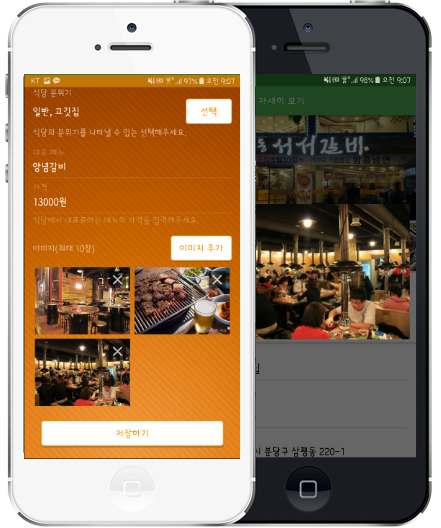 KT
97% 오전 9:07
식당 분위기
일반, 고깃집
선택
식당의 분위기를 나타낼 수 있는 선택해주세요.
대표 메뉴
양념갈비
가격
13000원
식당에서 대표로하는 메뉴와 가격을 입력해주세요.
이미지(최대 10장)
이미지 추가
저장하기
98% 오전 9:07
자세히 보기
서서갈비.
집
시 분당구 삼평동 220-1